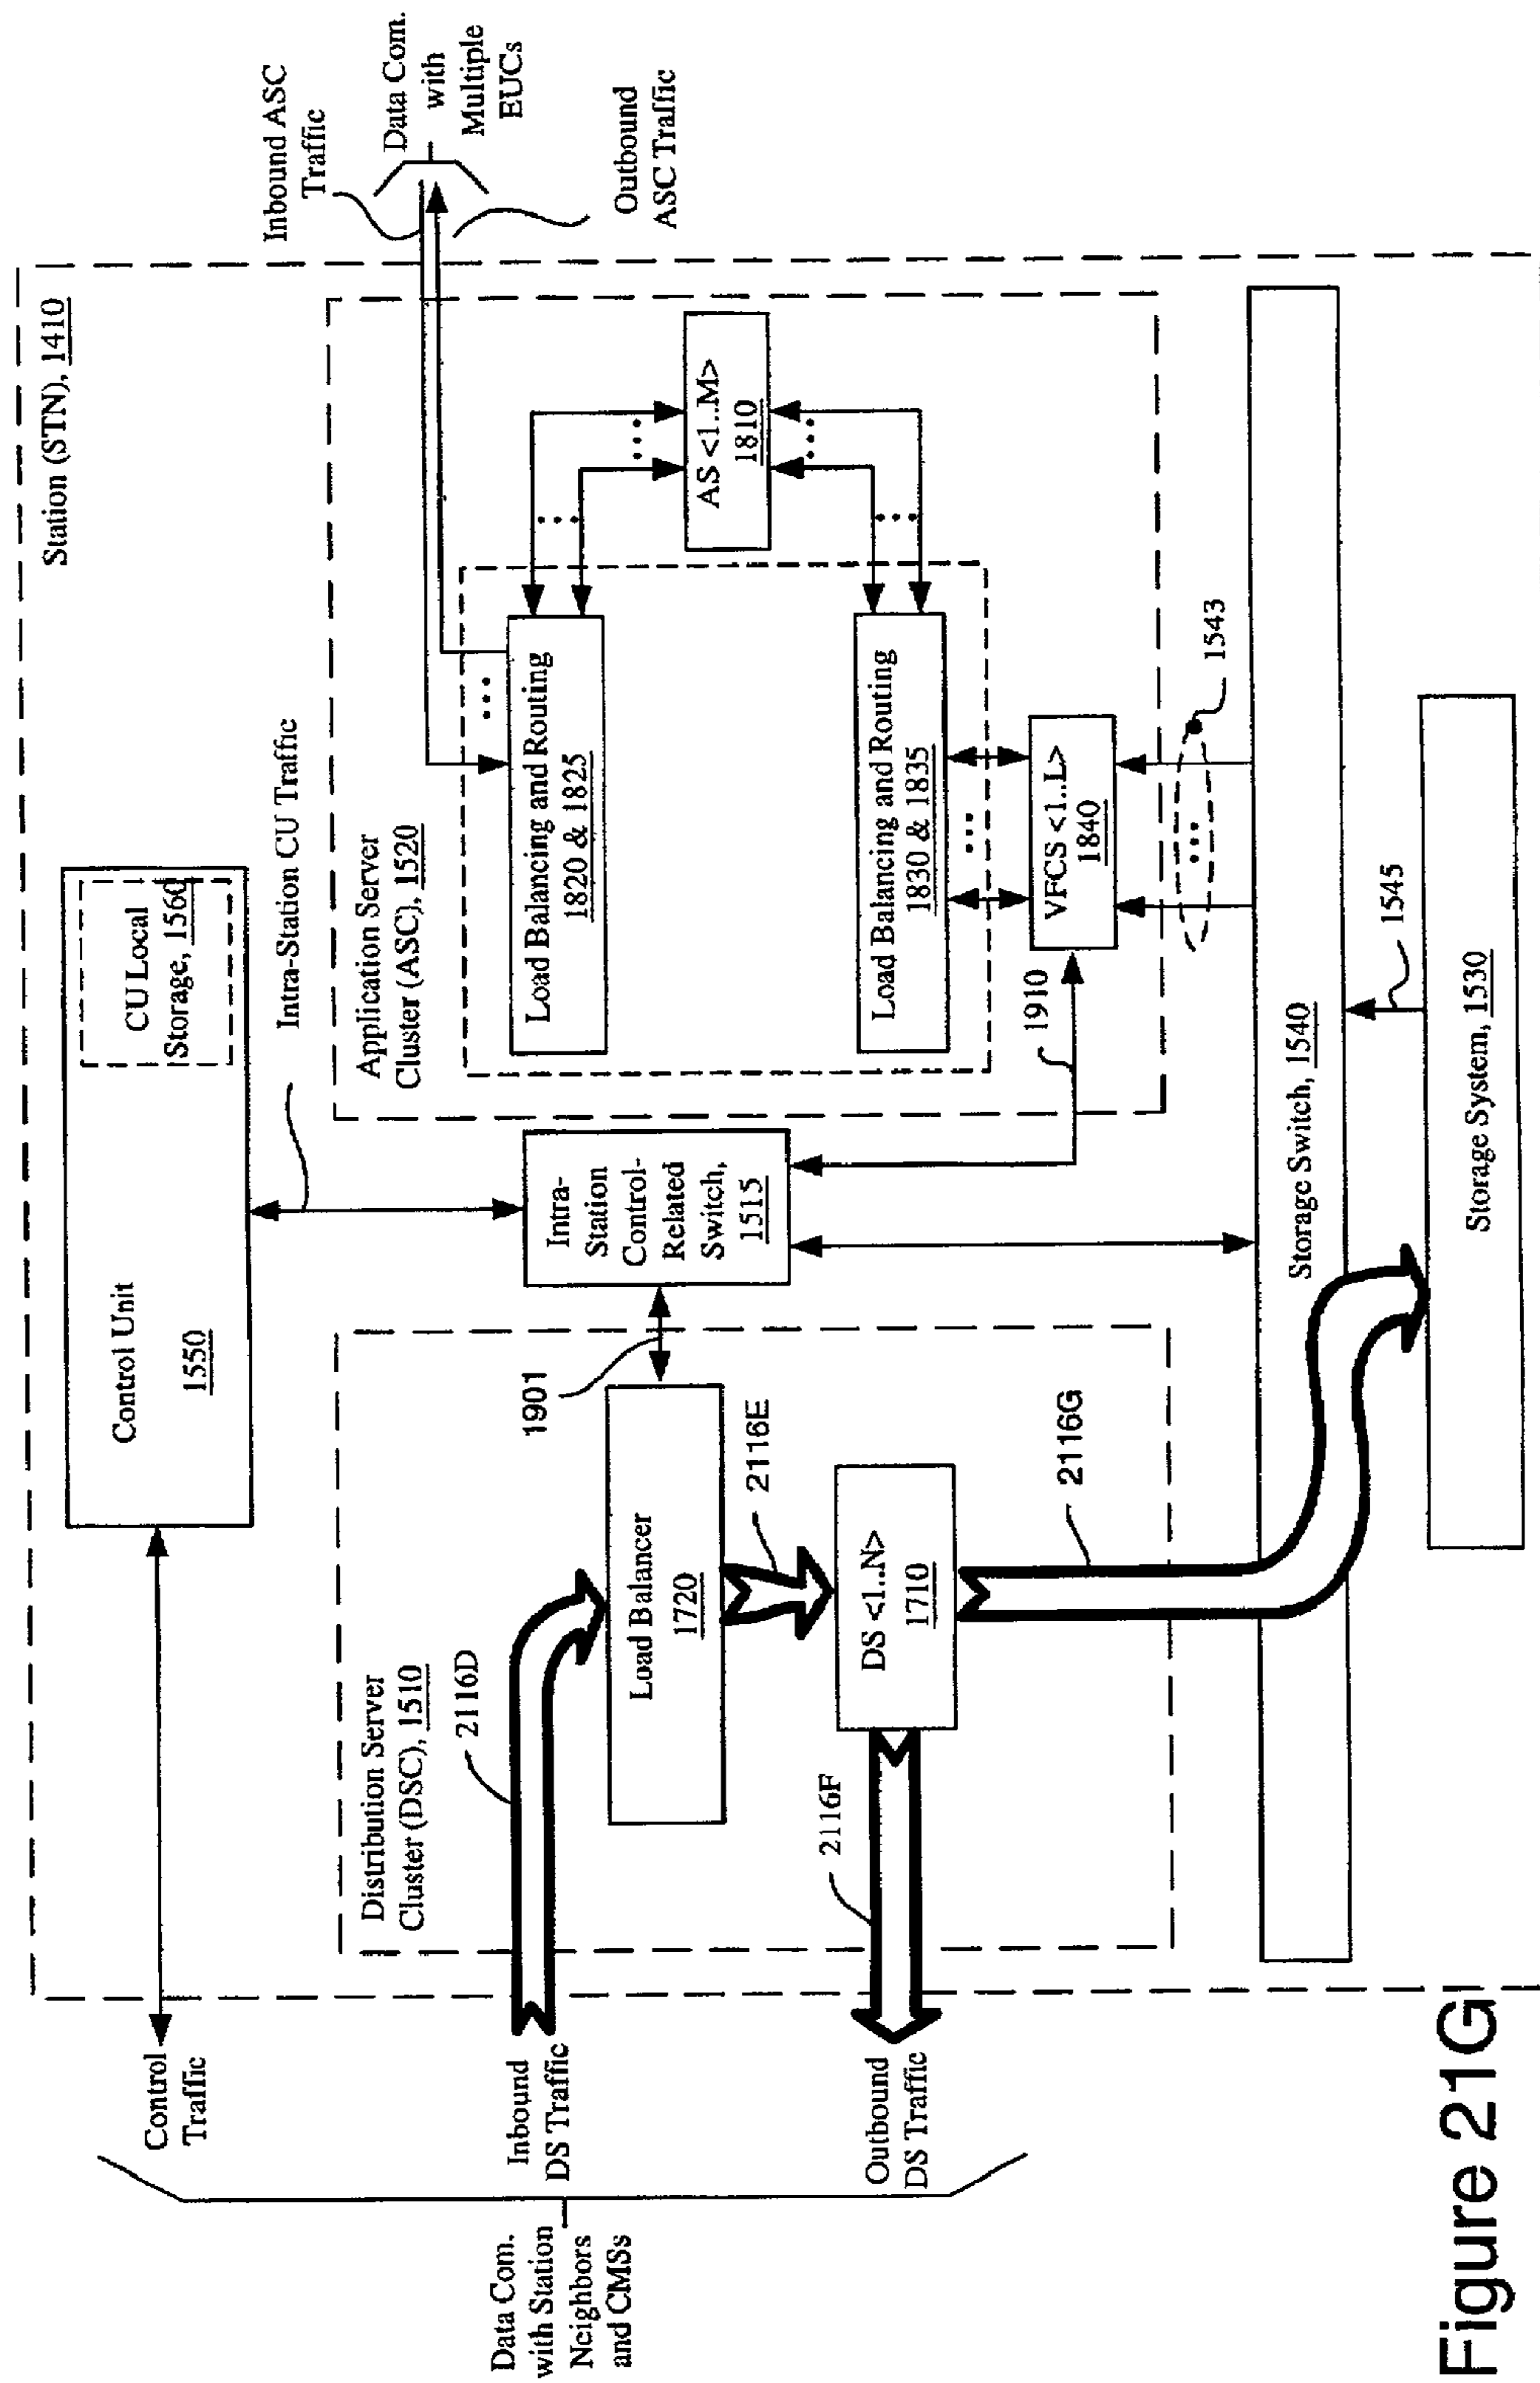 Station (STN), 1410
Control Unit
1550
CU Local
Storage, 1560
Control
Traffic
Intra-Station CU Traffic
Inbound ASC
Traffic
Data Com.
with
Multiple
EUCs
Outbound
ASC Traffic
Data Com.
with Station
Neighbors
and CMSs
Inbound
DS Traffic
Outbound
DS Traffic
Distribution Server
Cluster (DSC), 1510
2116D
Load Balancer
1720
1901
2116E
DS <1..N>
1710
2116F
2116G
Intra-
Station
Control-
Related
Switch,
1515
Application Server
Cluster (ASC), 1520
...
Load Balancing and Routing
1820 & 1825
...
...
AS <1..M>
1810
...
...
Load Balancing and Routing
1830 & 1835
...
1910
VFCS <1..L>
1840
...
1543
Storage Switch, 1540
1545
Storage System, 1530
Figure 21G